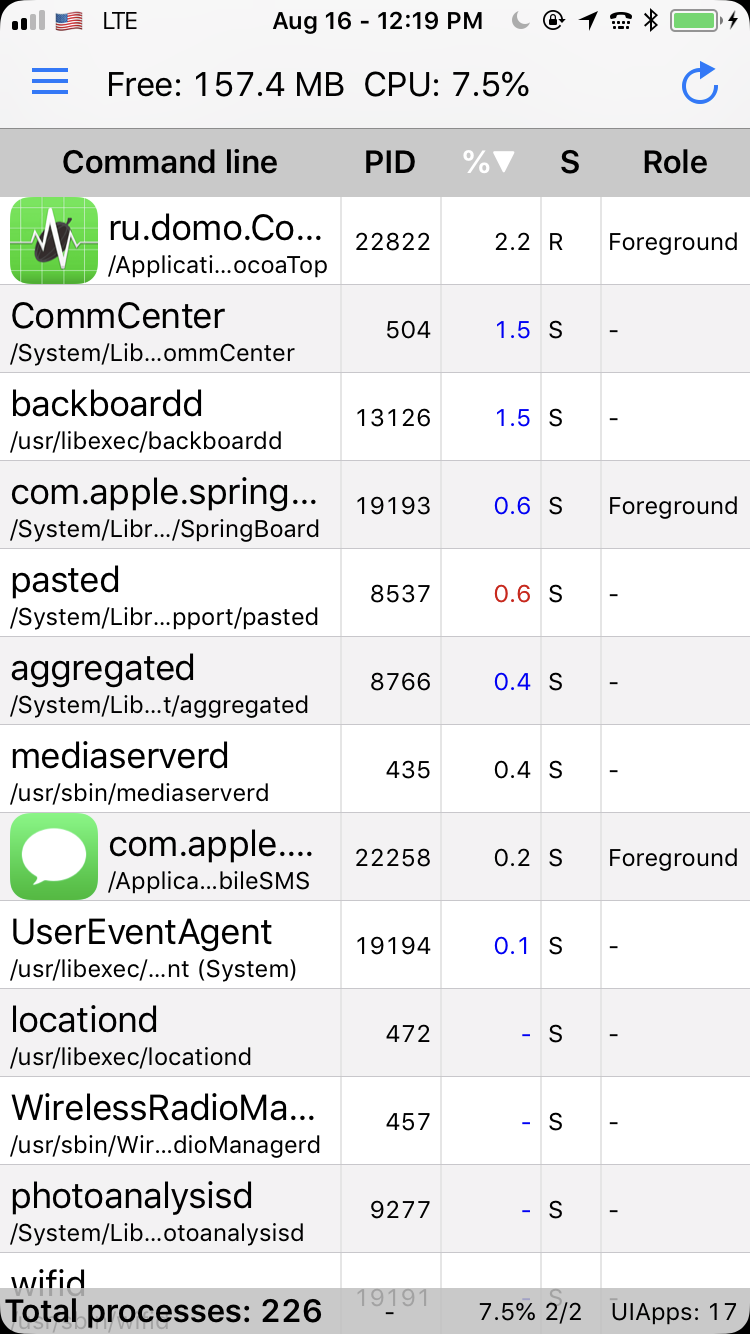 LTE Aug 16 - 12:19 PM
Free: 157.4 MB CPU: 7.5%
Command line PID %▼ S Role
ru.domo.Co... 22822 2.2 R Foreground
/Applicati...ocoaTop
CommCenter 504 1.5 S -
/System/Lib...ommCenter
backboardd 13126 1.5 S -
/usr/libexec/backboardd
com.apple.spring... 19193 0.6 S Foreground
/System/Libr.../SpringBoard
pasted 8537 0.6 S -
/System/Libr...pport/pasted
aggregated 8766 0.4 S -
/System/Lib...t/aggregated
mediaserverd 435 0.4 S -
/usr/sbin/mediaserverd
com.apple.... 22258 0.2 S Foreground
/Applica...bileSMS
UserEventAgent 19194 0.1 S -
/usr/libexec/...nt (System)
locationd 472 - S -
/usr/libexec/locationd
WirelessRadioMa... 457 - S -
/usr/sbin/Wir...dioManagerd
photoanalysisd 9277 - S -
/System/Lib...otoanalysisd
wifid 19191 - S -
/usr/sbin/wifid
Total processes: 226 - 7.5% 2/2 UIApps: 17